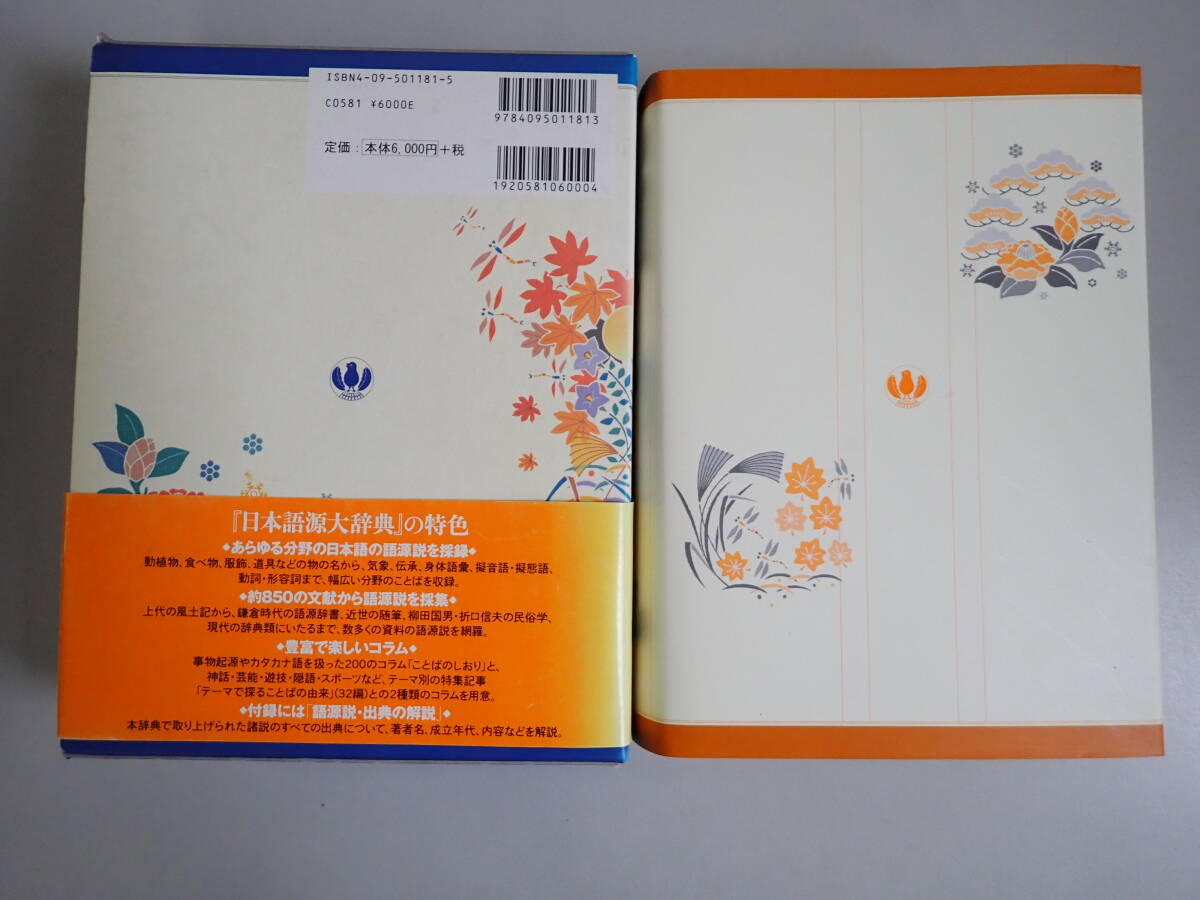 ISBN4-09-501181-5
C0581 ¥6000E
9784095011813
定価：本体6,000円+税
1920581060004
『日本語源大辞典』の特色
◆あらゆる分野の日本語の語源説を採録◆
動植物、食べ物、服飾、道具などの物の名から、気象、伝承、身体語彙、擬音語・擬態語、
動詞・形容詞まで、幅広い分野のことばを収録。
◆約850の文献から語源説を採集◆
上代の風土記から、鎌倉時代の語源辞書、近世の随筆、柳田国男・折口信夫の民俗学、
現代の辞典類にいたるまで、数多くの資料の語源説を網羅。
◆豊富で楽しいコラム◆
事物起源やカタカナ語を扱った200のコラム「ことばのしおり」と、
神話・芸能・遊技・隠語・スポーツなど、テーマ別の特集記事
「テーマで探ることばの由来」(32編)との2種類のコラムを用意。
◆付録には「語源説・出典の解説」◆
本辞典で取り上げられた諸説のすべての出典について、著者名、成立年代、内容などを解説。